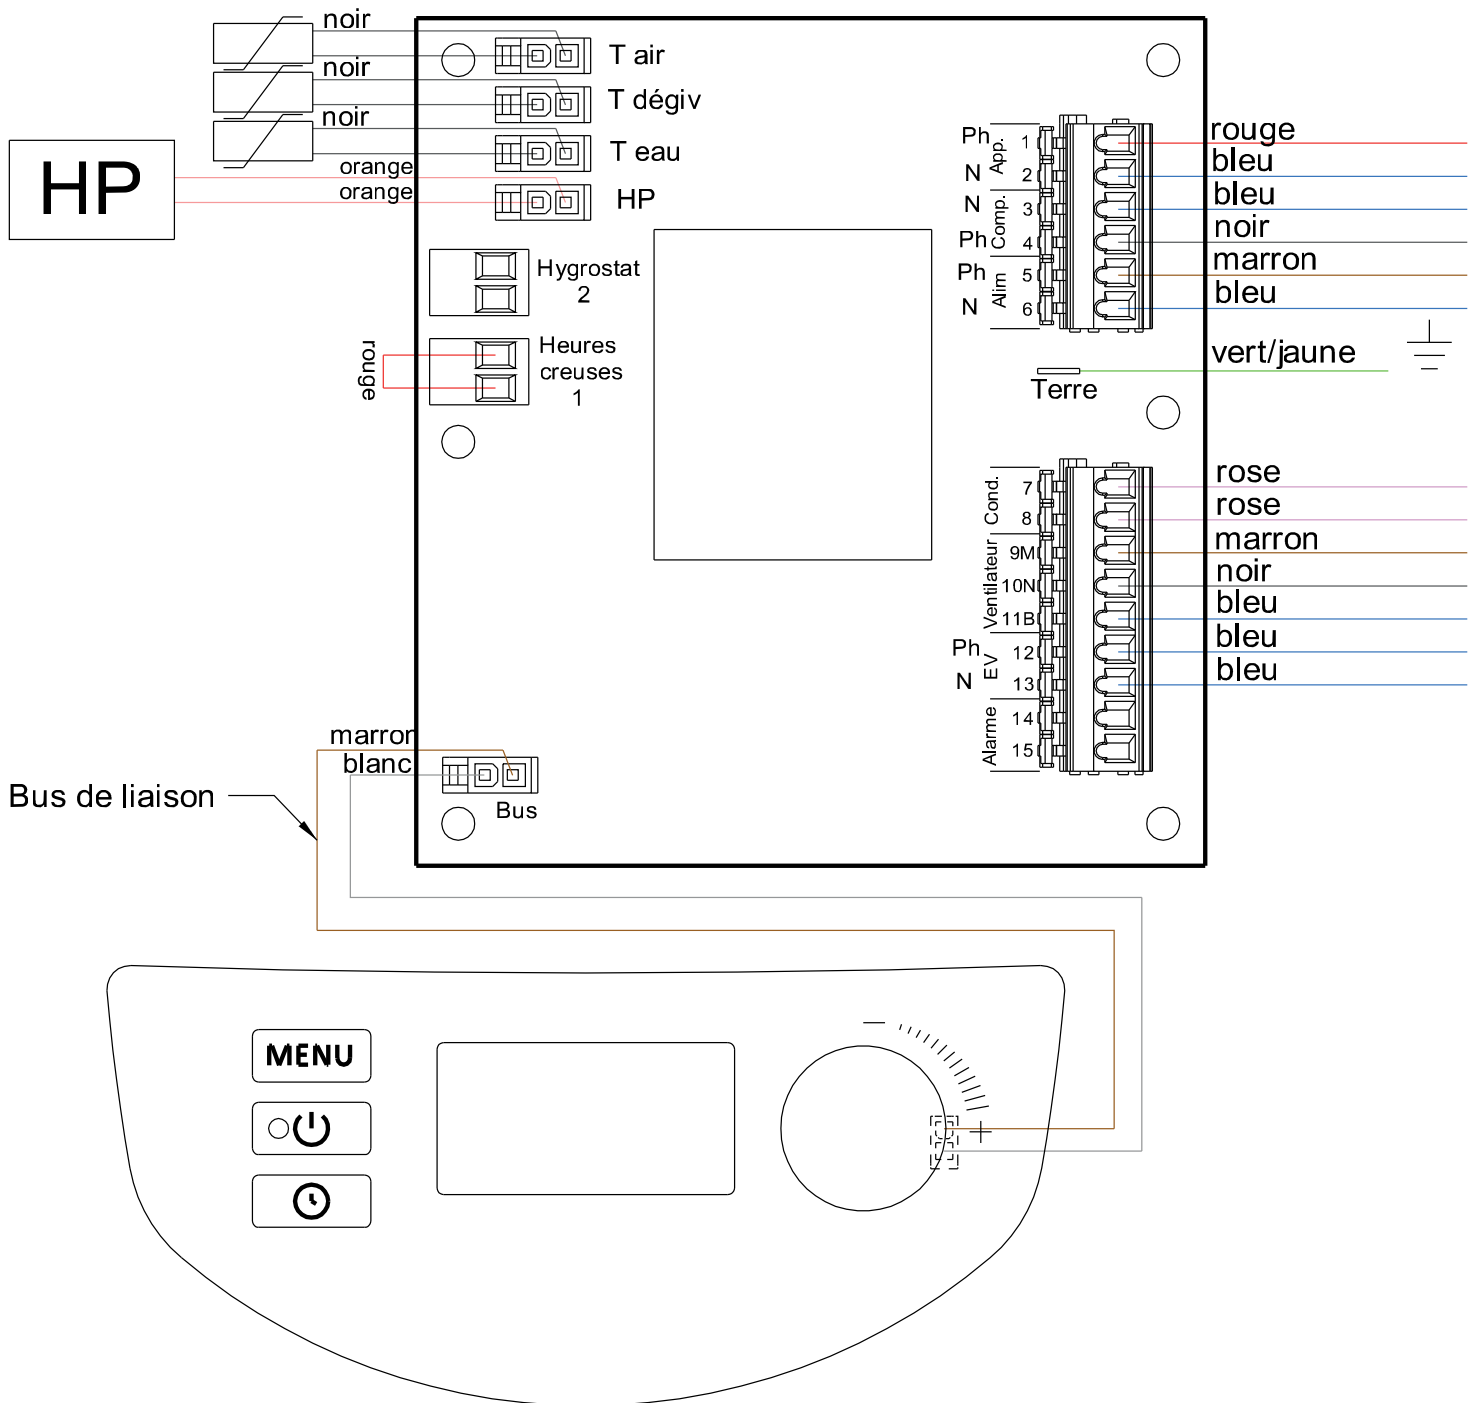 noir
T air
noir
T dégiv
noir
T eau
orange
orange
HP
HP
Hygrostat
2
Heures
creuses
1
rouge
Ph
N
N
Ph
Ph
N
App.
Comp.
Alim
1
2
3
4
5
6
rouge
bleu
bleu
noir
marron
bleu
vert/jaune
Terre
Cond.
Ventilateur
EV
Alarme
Ph
N
7
8
9M
10N
11B
12
13
14
15
rose
rose
marron
noir
bleu
bleu
bleu
marron
blanc
Bus
Bus de liaison
MENU